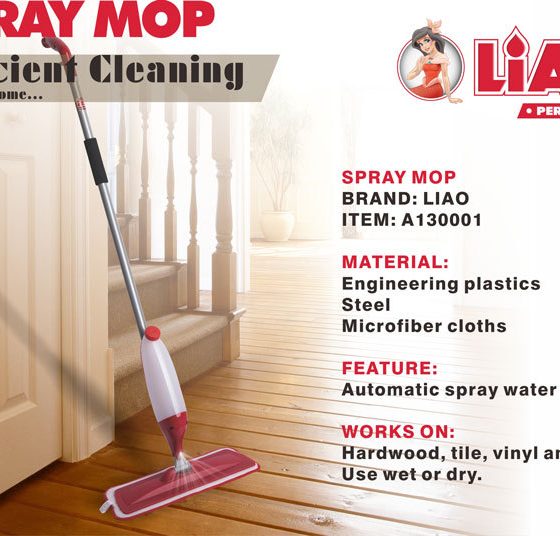 RAY MOP
cient Cleaning
ome...
LiA
• PER
SPRAY MOP
BRAND: LIAO
ITEM: A130001
MATERIAL:
Engineering plastics
Steel
Microfiber cloths
FEATURE:
Automatic spray water
WORKS ON:
Hardwood, tile, vinyl an
Use wet or dry.